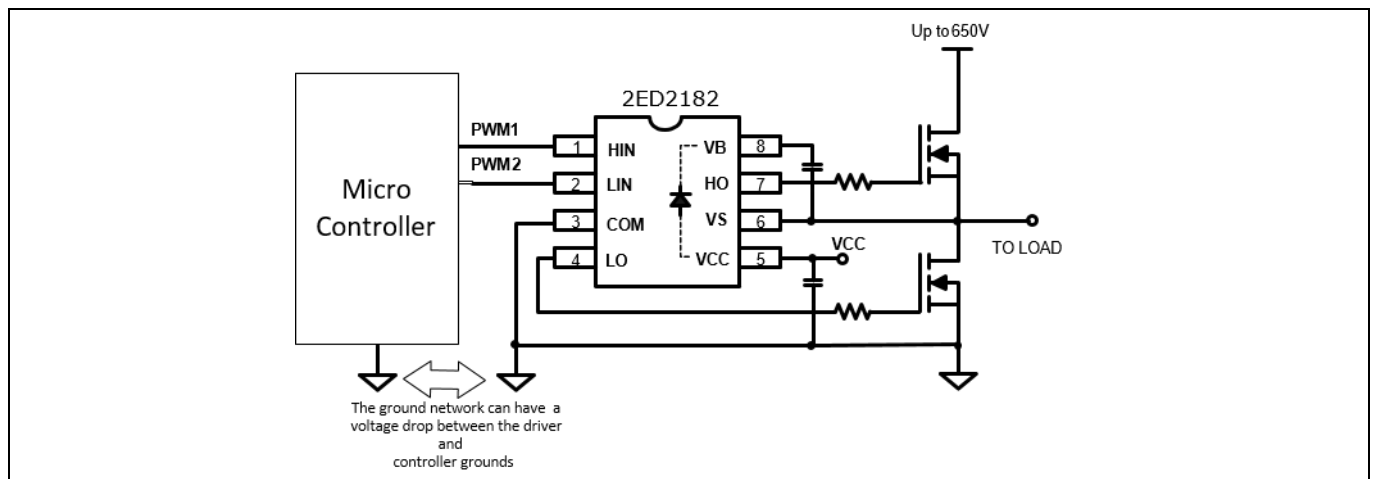 Up to 650V
2ED2182
PWM1
PWM2
Micro
Controller
1 HIN VB 8
2 LIN HO 7
3 COM VS 6
4 LO VCC 5
VCC
TO LOAD
The ground network can have a
voltage drop between the driver
and
controller grounds